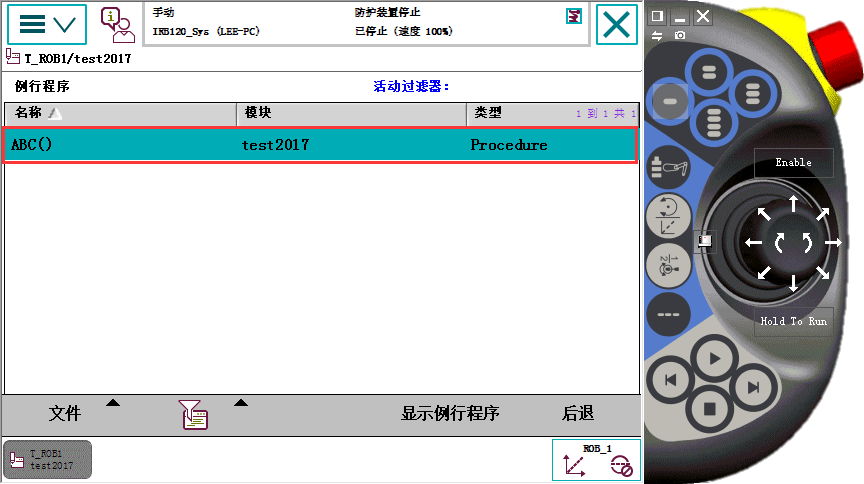 手动
防护装置停止
IRB120_Sys (LEE-PC)
已停止 (速度 100%)
T_ROB1/test2017
例行程序
活动过滤器:
名称
模块
类型
1 到 1 共 1
ABC()
test2017
Procedure
Enable
1
2
Hold To Run
文件
显示例行程序
后退
T_ROB1
test2017
ROB_1